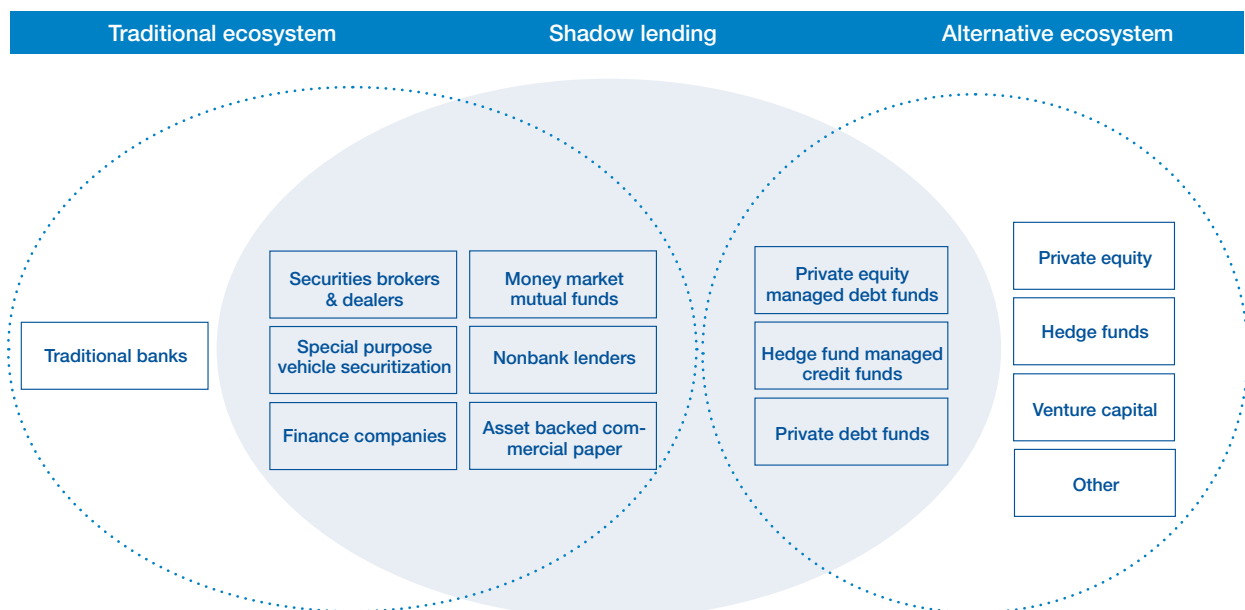 Traditional ecosystem
Shadow lending
Alternative ecosystem
Traditional banks
Securities brokers
& dealers
Special purpose
vehicle securitization
Finance companies
Money market
mutual funds
Nonbank lenders
Asset backed com-
mercial paper
Private equity
managed debt funds
Hedge fund managed
credit funds
Private debt funds
Private equity
Hedge funds
Venture capital
Other